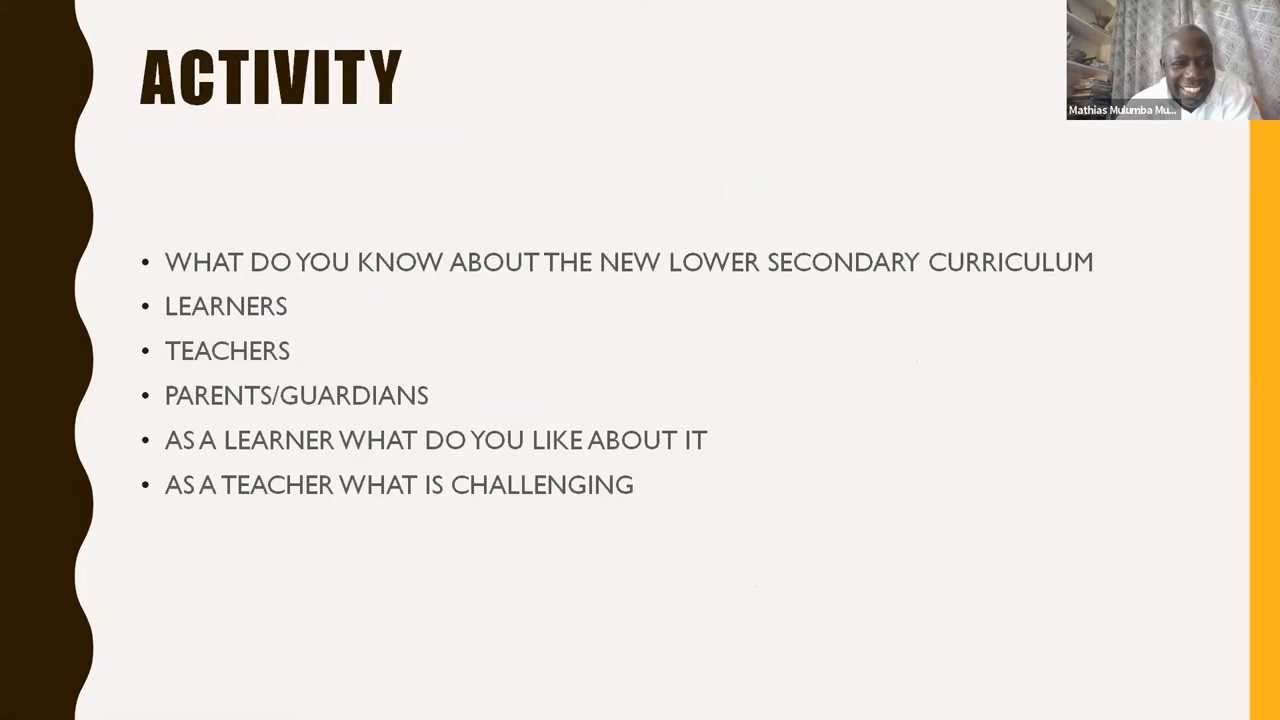 ACTIVITY
Mathias Mulumba Mu...
• WHAT DO YOU KNOW ABOUT THE NEW LOWER SECONDARY CURRICULUM
• LEARNERS
• TEACHERS
• PARENTS/GUARDIANS
• AS A LEARNER WHAT DO YOU LIKE ABOUT IT
• AS A TEACHER WHAT IS CHALLENGING